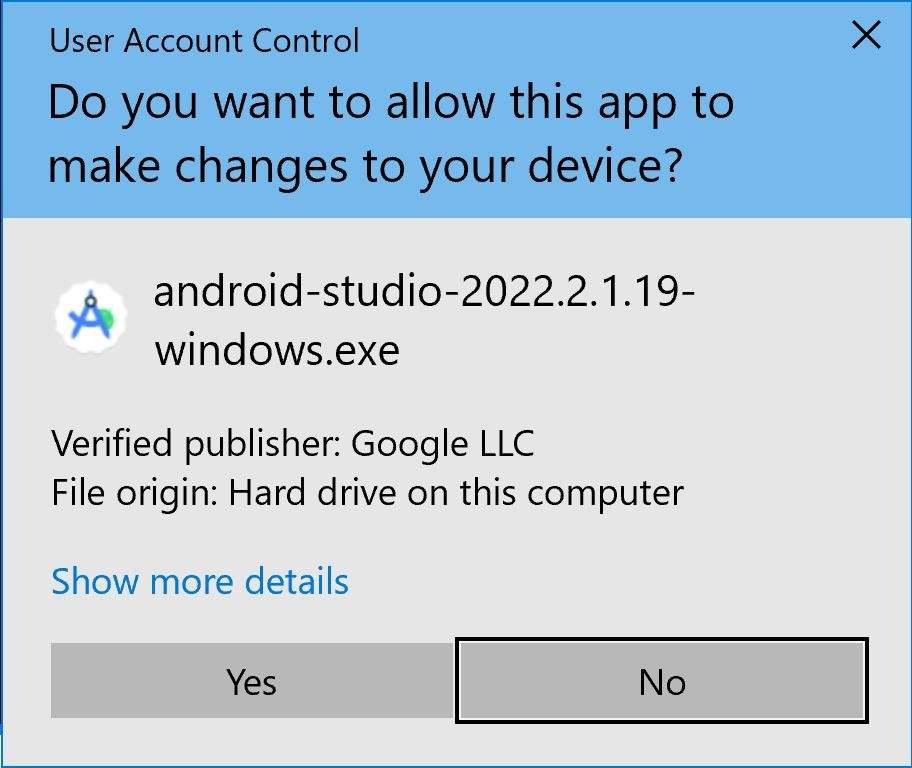 User Account Control
Do you want to allow this app to
make changes to your device?
android-studio-2022.2.1.19-
windows.exe
Verified publisher: Google LLC
File origin: Hard drive on this computer
Show more details
Yes
No